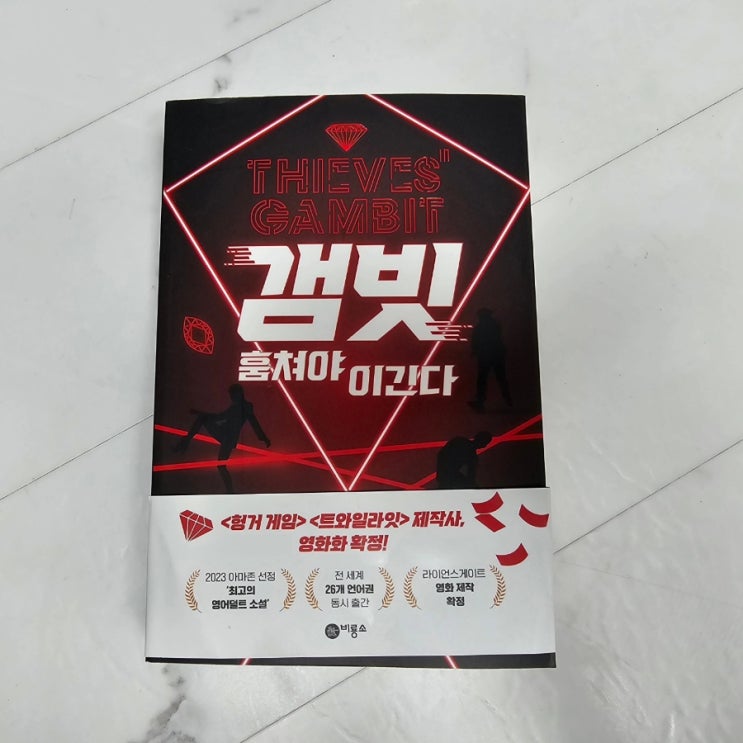 THIEVES'
GAMBIT
갬빗
훔쳐야 이긴다
<헝거 게임> <트와일라잇> 제작사,
영화화 확정!
2023 아마존 선정
'최고의
영어덜트 소설'
전 세계
26개 언어권
동시 출간
라이언스게이트
영화 제작
확정
비룡소